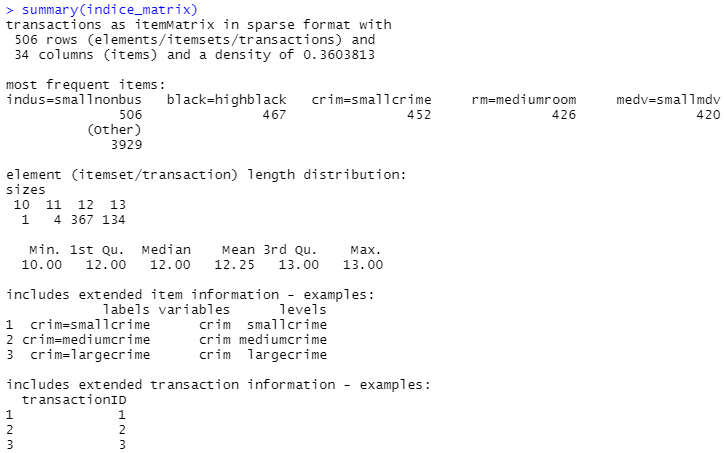 > summary(indice_matrix)
transactions as itemMatrix in sparse format with
 506 rows (elements/itemsets/transactions) and
 34 columns (items) and a density of 0.3603813

most frequent items:
indus=smallnonbus   black=highblack   crim=smallcrime     rm=mediumroom     medv=smallmdv
              506               467               452               426               420
          (Other)
             3929

element (itemset/transaction) length distribution:
sizes
 10  11  12  13
  1   4 367 134

   Min. 1st Qu.  Median    Mean 3rd Qu.    Max.
  10.00   12.00   12.00   12.25   13.00   13.00

includes extended item information - examples:
            labels variables      levels
1  crim=smallcrime      crim  smallcrime
2 crim=mediumcrime      crim mediumcrime
3  crim=largecrime      crim  largecrime

includes extended transaction information - examples:
  transactionID
1             1
2             2
3             3